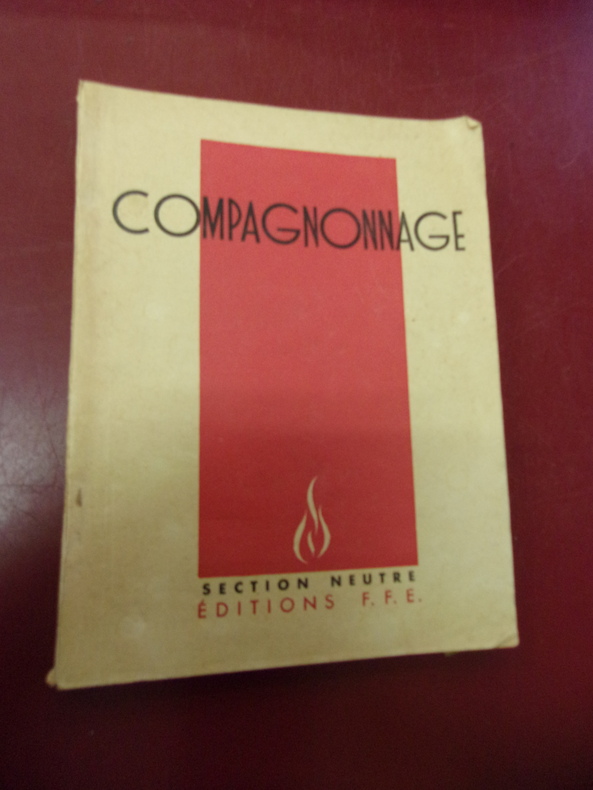 COMPAGNONNAGE
SECTION NEUTRE
ÉDITIONS F. F. E.